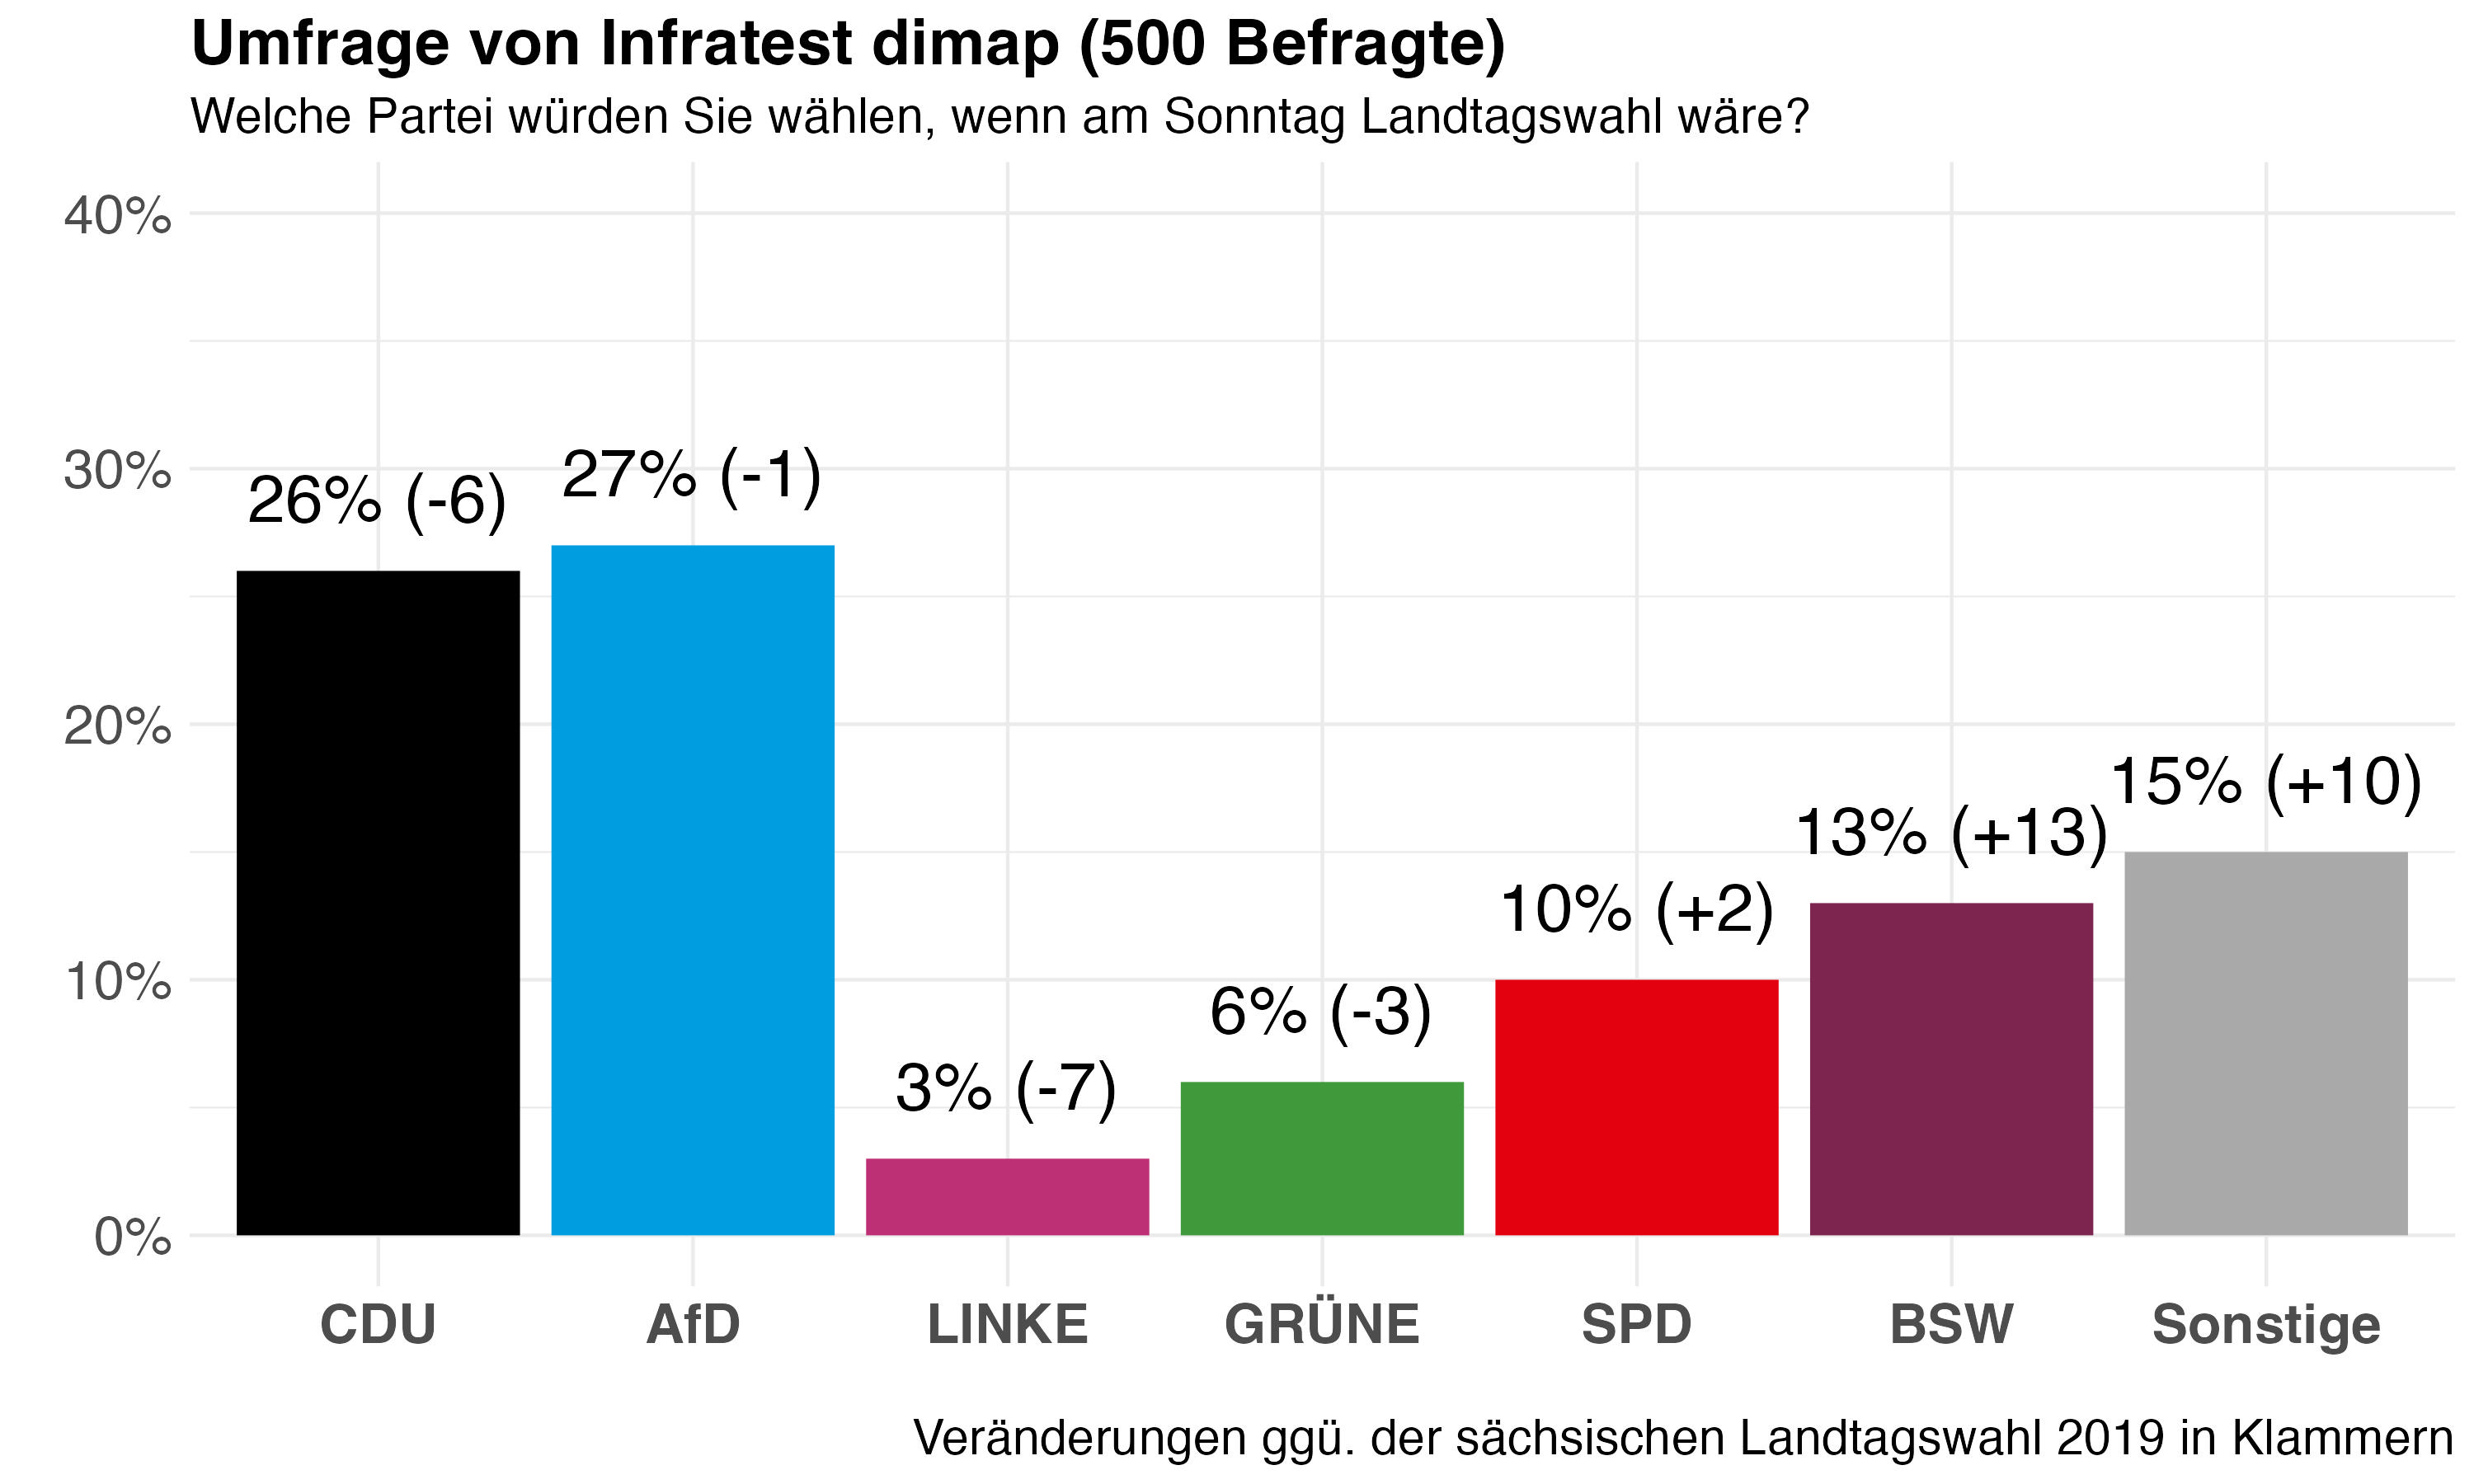 Umfrage von Infratest dimap (500 Befragte)
Welche Partei würden Sie wählen, wenn am Sonntag Landtagswahl wäre?
40%
30%
20%
10%
0%
26% (-6)
27% (-1)
3% (-7)
6% (-3)
10% (+2)
13% (+13)
15% (+10)
CDU
AfD
LINKE
GRÜNE
SPD
BSW
Sonstige
Veränderungen ggü. der sächsischen Landtagswahl 2019 in Klammern